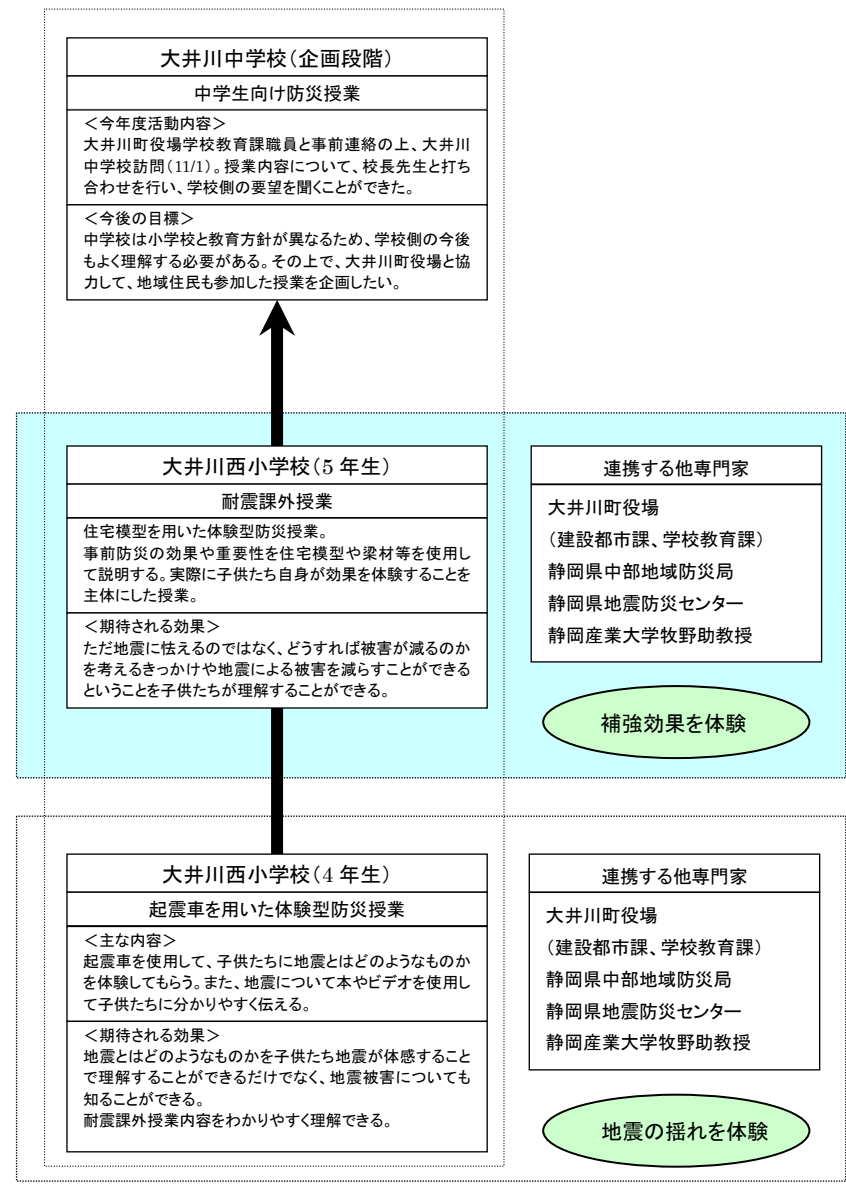 大井川中学校(企画段階)
中学生向け防災授業
<今年度活動内容>
大井川町役場学校教育課職員と事前連絡の上、大井川
中学校訪問(11/1)。授業内容について、校長先生と打ち
合わせを行い、学校側の要望を聞くことができた。
<今後の目標>
中学校は小学校と教育方針が異なるため、学校側の今後
もよく理解する必要がある。その上で、大井川町役場と協
力して、地域住民も参加した授業を企画したい。
大井川西小学校(5 年生)
耐震課外授業
住宅模型を用いた体験型防災授業。
事前防災の効果や重要性を住宅模型や梁材等を使用し
て説明する。実際に子供たち自身が効果を体験することを
主体にした授業。
<期待される効果>
ただ地震に怯えるのではなく、どうすれば被害が減るのか
を考えるきっかけや地震による被害を減らすことができる
ということを子供たちが理解することができる。
連携する他専門家
大井川町役場
(建設都市課、学校教育課)
静岡県中部地域防災局
静岡県地震防災センター
静岡産業大学牧野助教授
補強効果を体験
大井川西小学校(4 年生)
起震車を用いた体験型防災授業
<主な内容>
起震車を使用して、子供たちに地震とはどのようなものか
を体験してもらう。また、地震について本やビデオを使用し
て子供たちに分かりやすく伝える。
<期待される効果>
地震とはどのようなものかを子供たち地震が体感すること
で理解することができるだけでなく、地震被害についても
知ることができる。
耐震課外授業内容をわかりやすく理解できる。
連携する他専門家
大井川町役場
(建設都市課、学校教育課)
静岡県中部地域防災局
静岡県地震防災センター
静岡産業大学牧野助教授
地震の揺れを体験